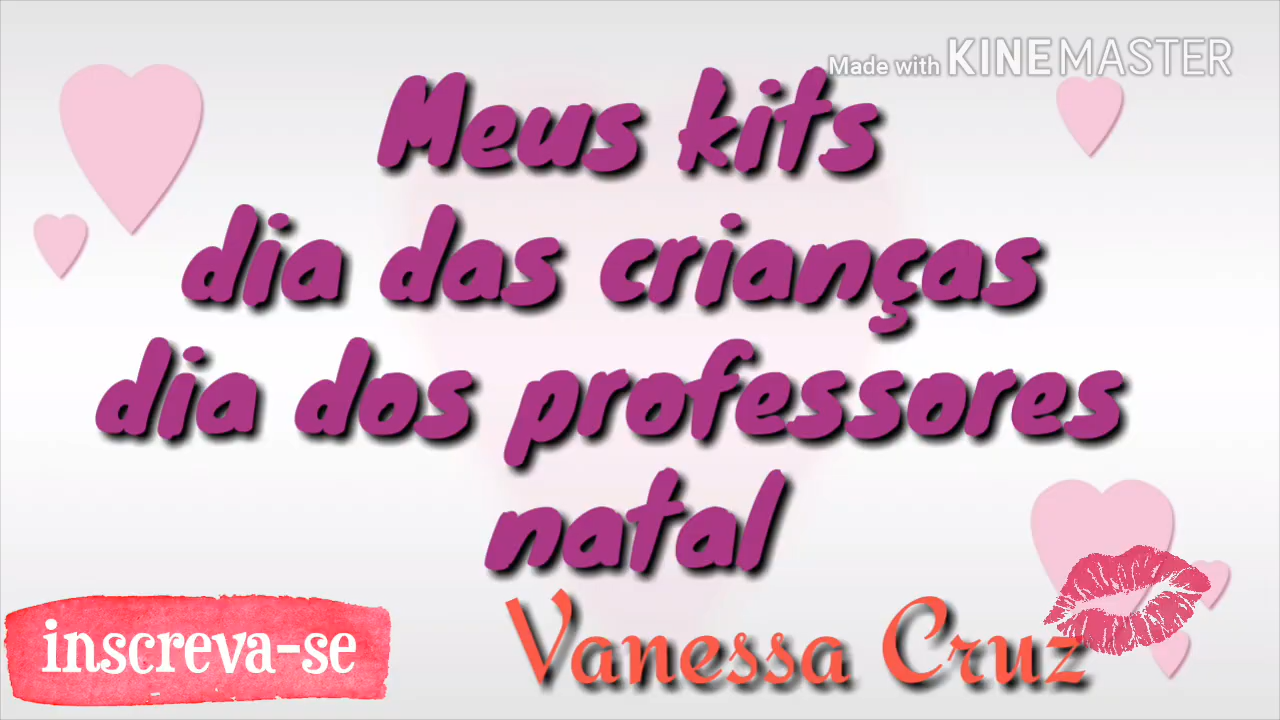 Made with KINEMASTER
Meus kits
dia das crianças
dia dos professores
natal
Vanessa Cruz
inscreva-se